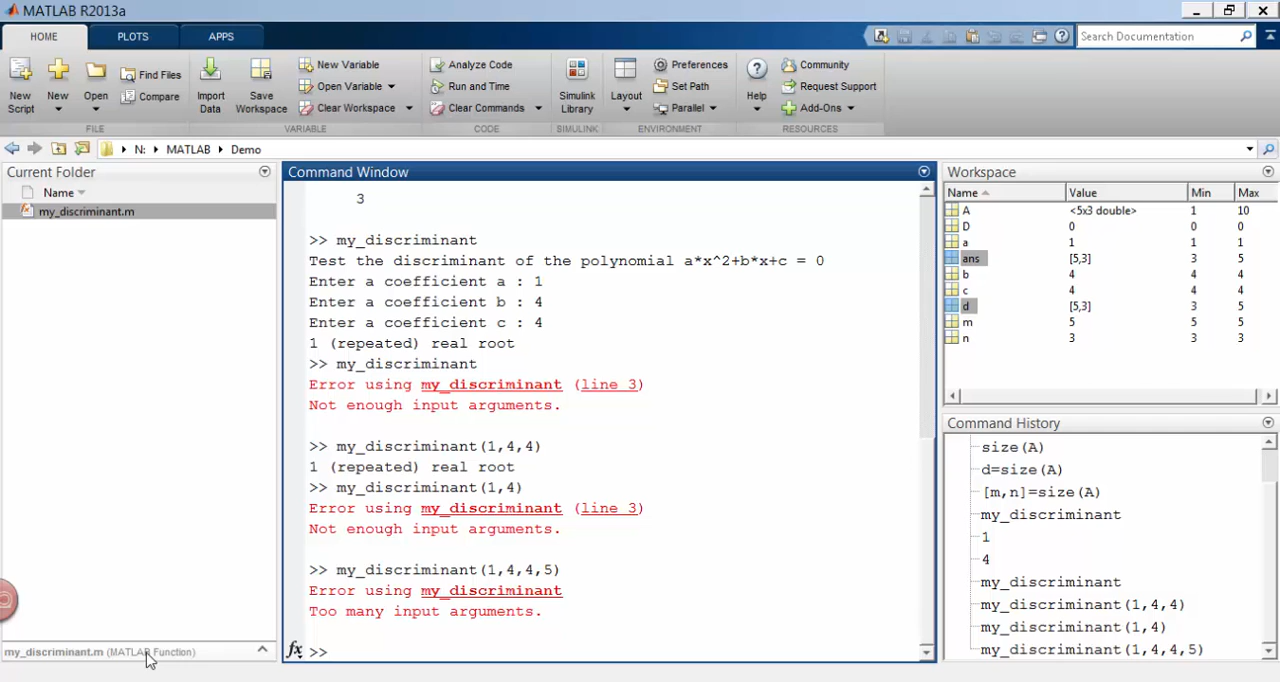 MATLAB R2013a
HOME PLOTS APPS
Search Documentation
New Script
New
Open
Find Files
Compare
FILE
Import Data
Save Workspace
New Variable
Open Variable
Clear Workspace
VARIABLE
Analyze Code
Run and Time
Clear Commands
CODE
Simulink Library
SIMULINK
Layout
Preferences
Set Path
Parallel
ENVIRONMENT
Help
Community
Request Support
Add-Ons
RESOURCES
N: MATLAB Demo
Current Folder
Name
my_discriminant.m
my_discriminant.m (MATLAB Function)
Command Window
3
>> my_discriminant
Test the discriminant of the polynomial a*x^2+b*x+c = 0
Enter a coefficient a : 1
Enter a coefficient b : 4
Enter a coefficient c : 4
1 (repeated) real root
>> my_discriminant
Error using my_discriminant (line 3)
Not enough input arguments.
>> my_discriminant(1,4,4)
1 (repeated) real root
>> my_discriminant(1,4)
Error using my_discriminant (line 3)
Not enough input arguments.
>> my_discriminant(1,4,4,5)
Error using my_discriminant
Too many input arguments.
fx >>
Workspace
Name Value Min Max
A <5x3 double> 1 10
D 0 0 0
a 1 1 1
ans [5,3] 3 5
b 4 4 4
c 4 4 4
d [5,3] 3 5
m 5 5 5
n 3 3 3
Command History
size(A)
d=size(A)
[m,n]=size(A)
my_discriminant
1
4
my_discriminant
my_discriminant(1,4,4)
my_discriminant(1,4)
my_discriminant(1,4,4,5)